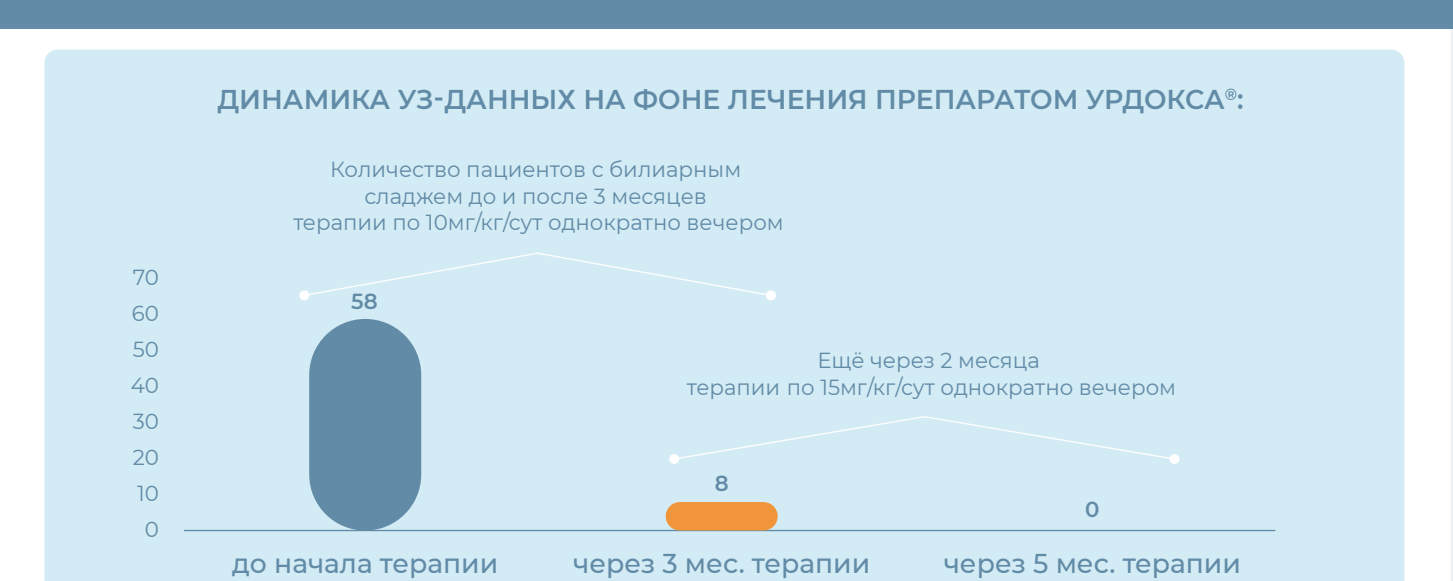 ДИНАМИКА УЗ-ДАННЫХ НА ФОНЕ ЛЕЧЕНИЯ ПРЕПАРАТОМ УРДОКСА®:
Количество пациентов с билиарным
сладжем до и после 3 месяцев
терапии по 10мг/кг/сут однократно вечером
70
58
60
50
Ещё через 2 месяца
40
терапии по 15мг/кг/сут однократно вечером
30
20
8
10
0
0
до начала терапии
через 3 мес. терапии
через 5 мес. терапии